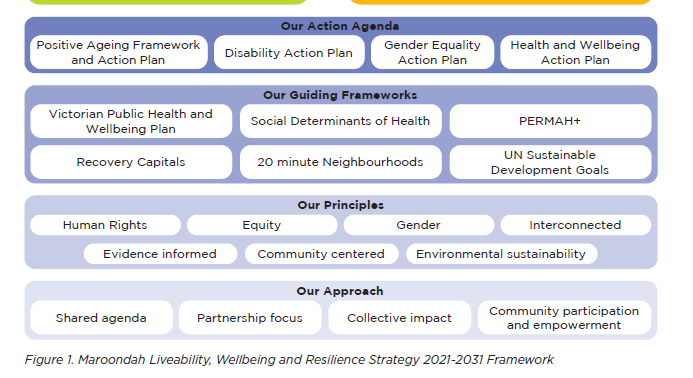 Our Action Agenda
Positive Ageing Framework
and Action Plan
Disability Action Plan
Gender Equality
Action Plan
Health and Wellbeing
Action Plan
Our Guiding Frameworks
Victorian Public Health and
Wellbeing Plan
Social Determinants of Health
PERMAH+
Recovery Capitals
20 minute Neighbourhoods
UN Sustainable
Development Goals
Our Principles
Human Rights
Equity
Gender
Interconnected
Evidence informed
Community centered
Environmental sustainability
Our Approach
Shared agenda
Partnership focus
Collective impact
Community participation
and empowerment
Figure 1. Maroondah Liveability, Wellbeing and Resilience Strategy 2021-2031 Framework